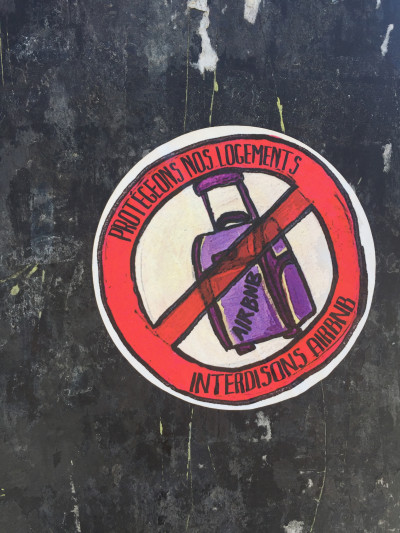 PROTÉGEONS NOS LOGEMENTS
AIRBNB
INTERDISONS AIRBNB